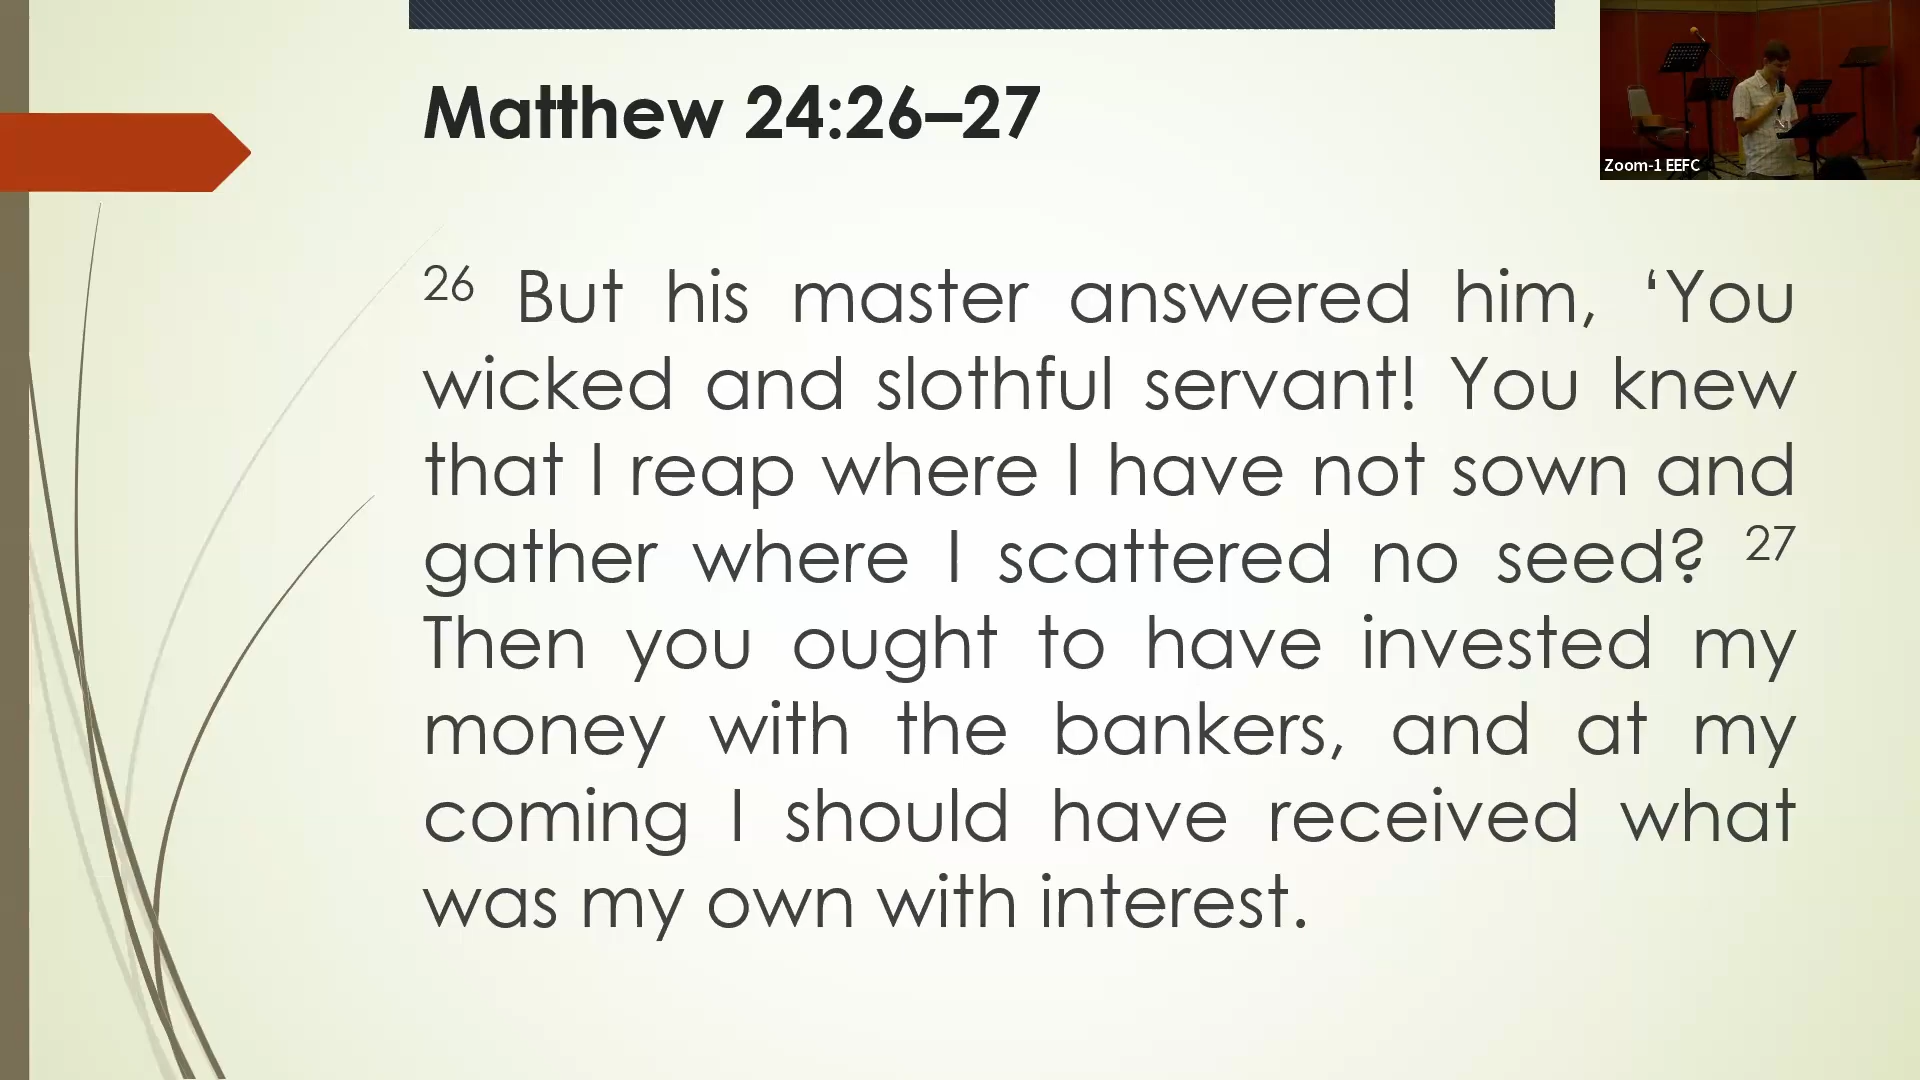 Matthew 24:26–27
Zoom-1 EEFC
26 But his master answered him, ‘You
wicked and slothful servant! You knew
that I reap where I have not sown and
gather where I scattered no seed? 27
Then you ought to have invested my
money with the bankers, and at my
coming I should have received what
was my own with interest.